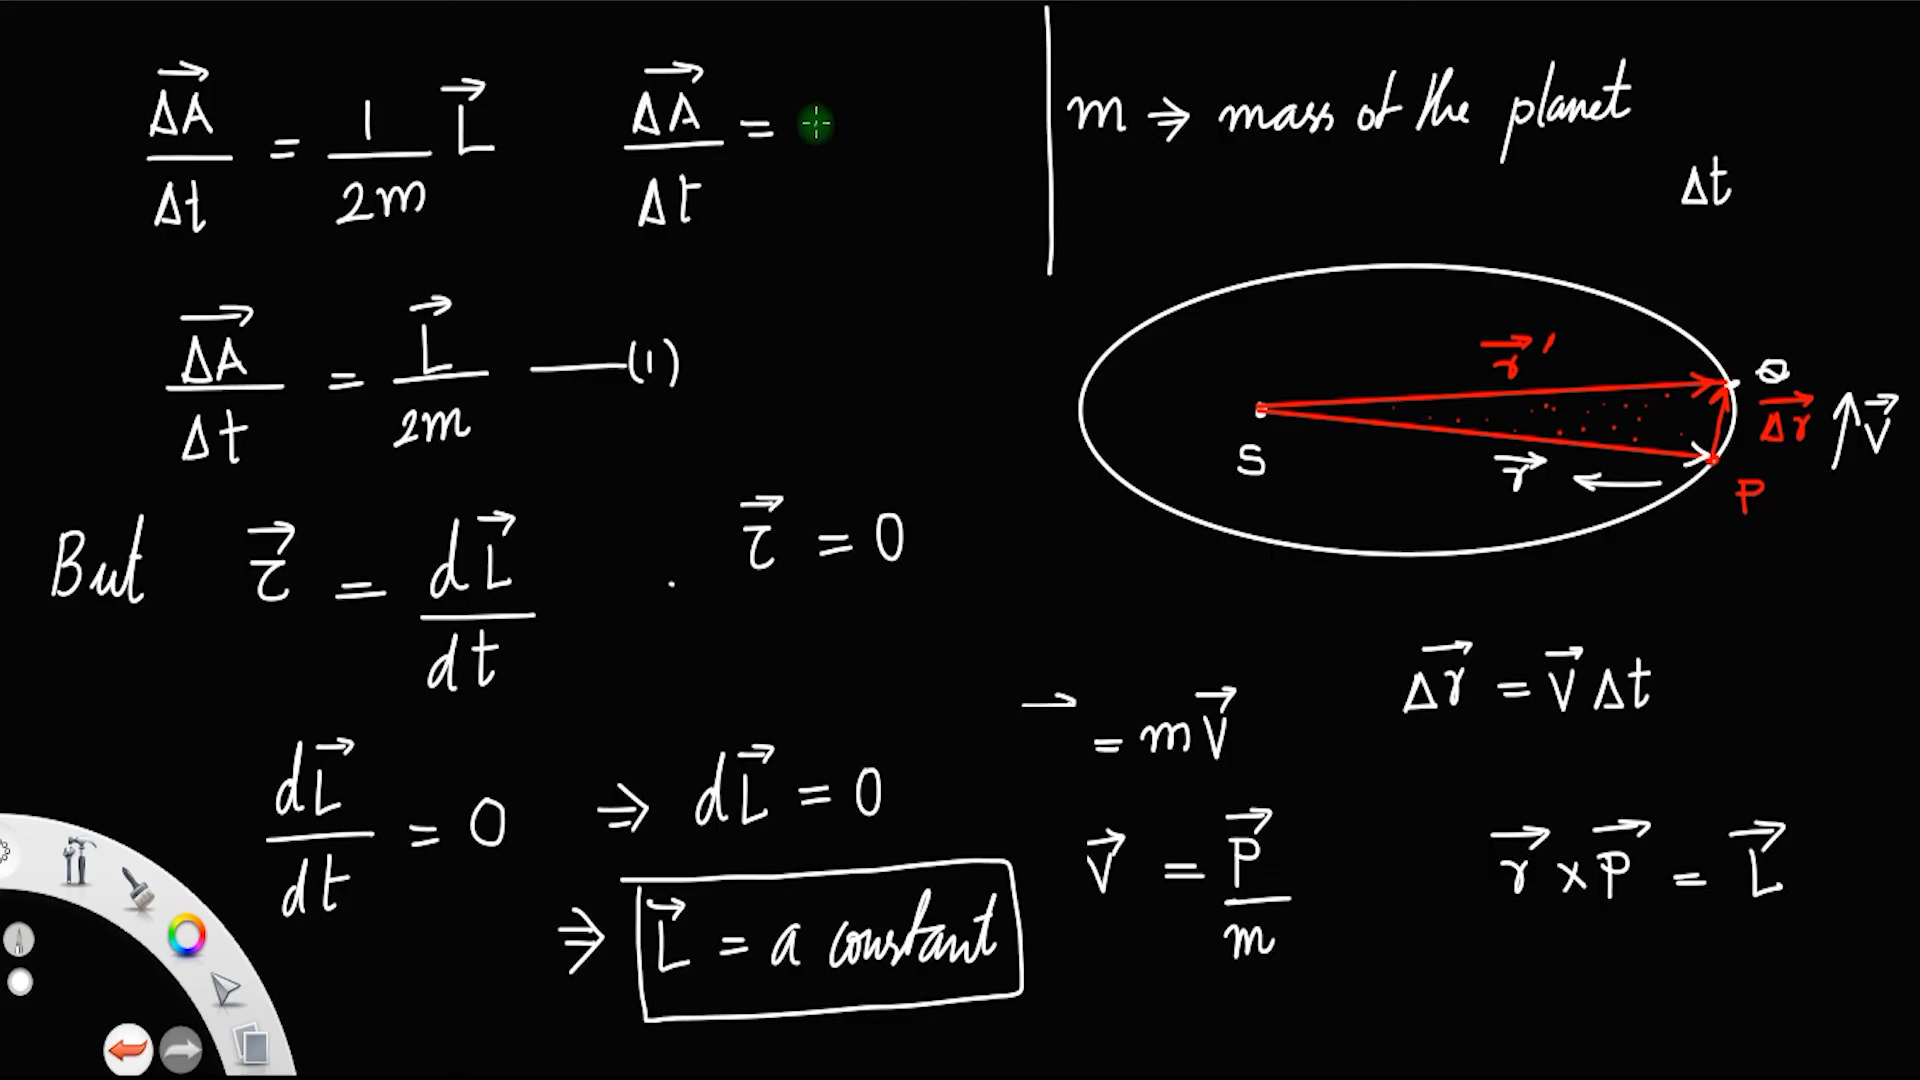 ΔA⃗/Δt = 1/2m L⃗
ΔA⃗/Δt =
ΔA⃗/Δt = L⃗/2m —— (1)
But τ⃗ = dL⃗/dt . τ⃗ = 0
dL⃗/dt = 0 ⇒ dL⃗ = 0
⇒ L⃗ = a constant
m ⇒ mass of the planet
Δt
r⃗ '
Q
Δr⃗
v⃗
S
r⃗
P
Δr⃗ = v⃗ Δt
= mv⃗
v⃗ = P⃗/m
r⃗ × P⃗ = L⃗